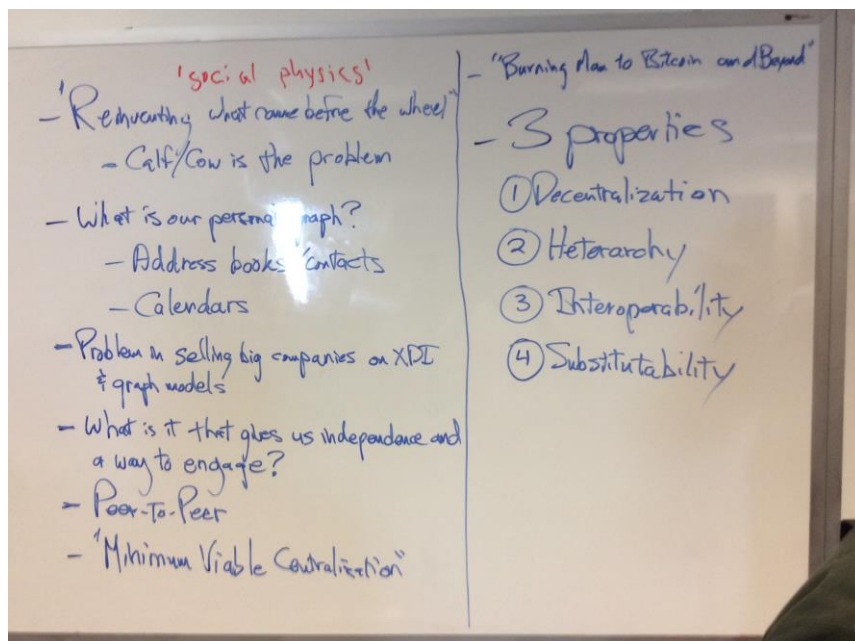 'social physics'
- "Reinventing what came before the wheel"
- Calf/Cow is the problem
- What is our personal graph?
- Address books/contacts
- Calendars
- Problem in selling big companies on XDI
& graph models
- What is it that gives us independence and
a way to engage?
- Peer-To-Peer
- "Minimum Viable Centralization"
- "Burning Man to Bitcoin and Beyond"
- 3 properties
① Decentralization
② Heterarchy
③ Interoperability
④ Substitutability